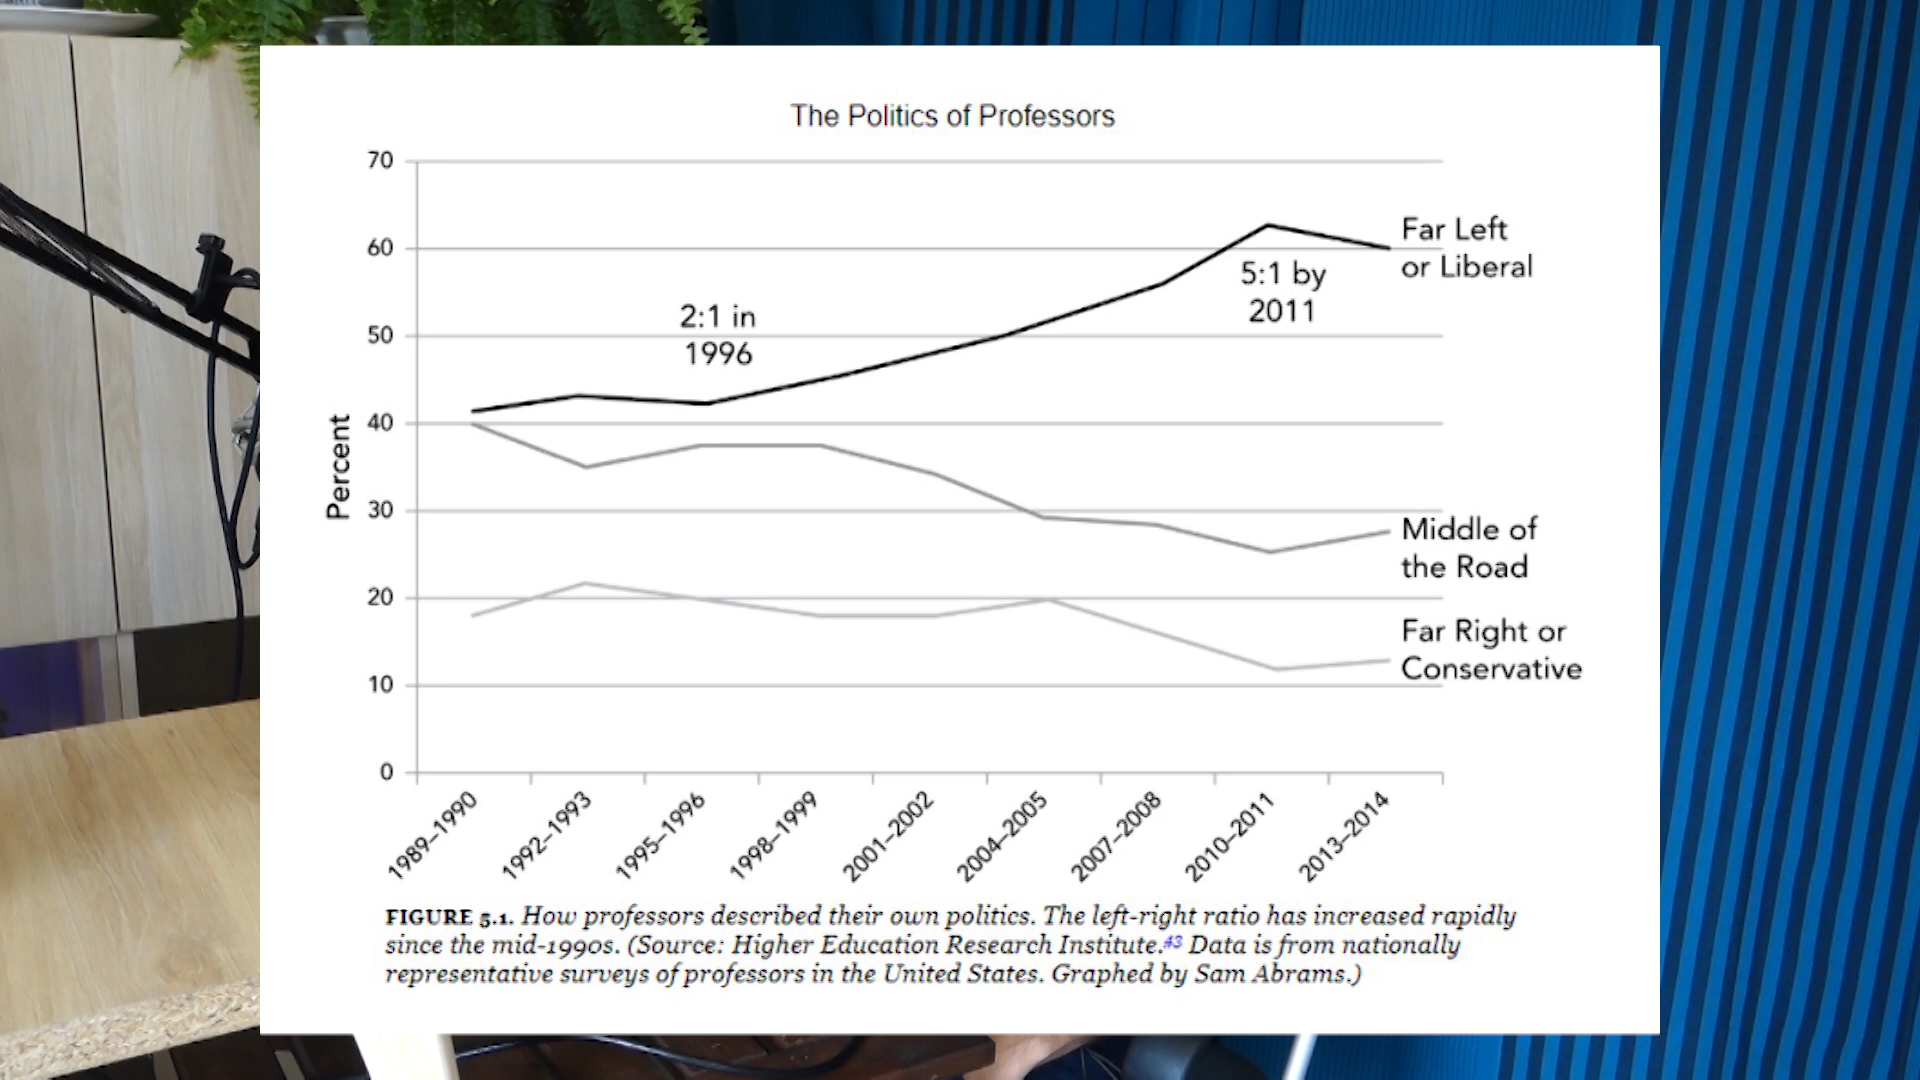 The Politics of Professors
70
60
50
40
30
20
10
0
Percent
2:1 in
1996
5:1 by
2011
Far Left
or Liberal
Middle of
the Road
Far Right or
Conservative
1989–1990
1992–1993
1995–1996
1998–1999
2001–2002
2004–2005
2007–2008
2010–2011
2013–2014
FIGURE 5.1. How professors described their own politics. The left-right ratio has increased rapidly
since the mid-1990s. (Source: Higher Education Research Institute.43 Data is from nationally
representative surveys of professors in the United States. Graphed by Sam Abrams.)